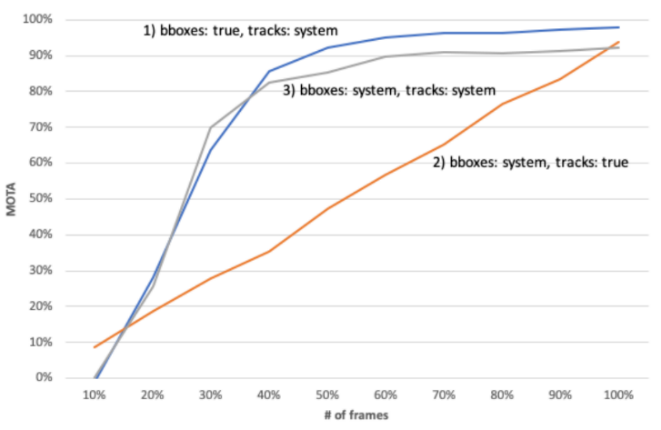 100%
90%
80%
70%
60%
50%
40%
30%
20%
10%
0%
MOTA
1) bboxes: true, tracks: system
3) bboxes: system, tracks: system
2) bboxes: system, tracks: true
10% 20% 30% 40% 50% 60% 70% 80% 90% 100%
# of frames